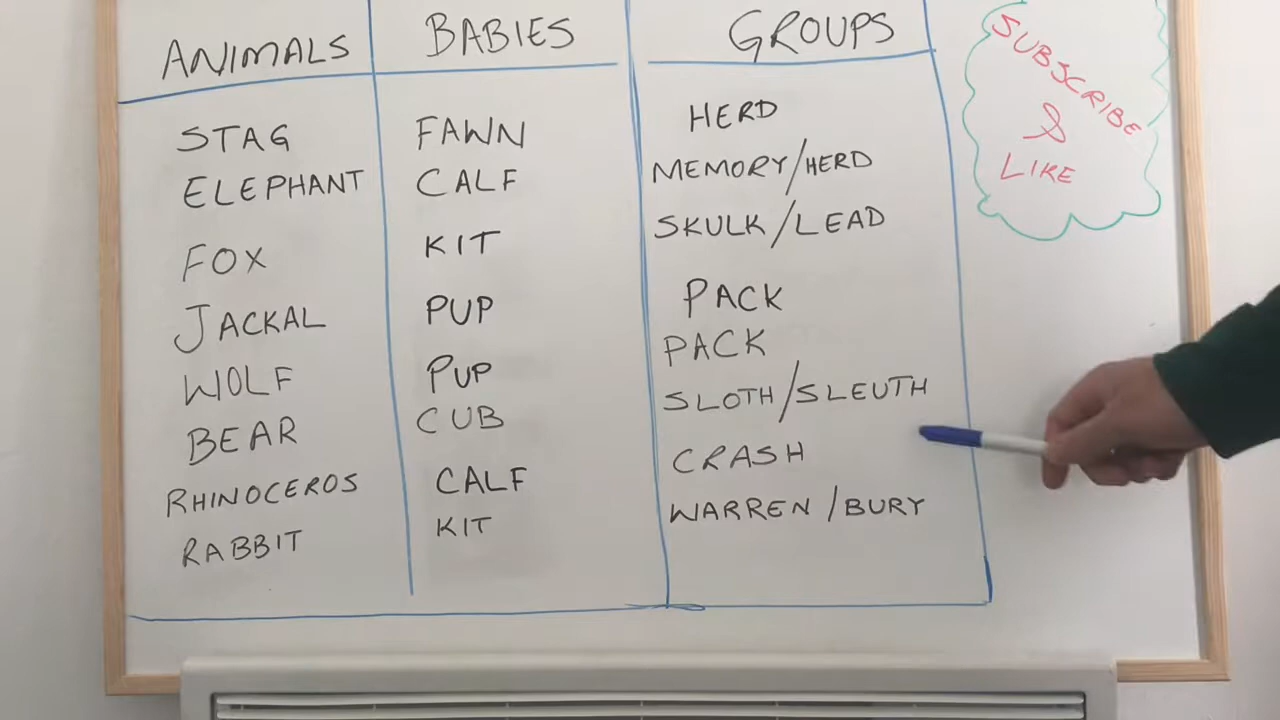 ANIMALS BABIES GROUPS
STAG FAWN HERD
ELEPHANT CALF MEMORY/HERD
FOX KIT SKULK/LEAD
JACKAL PUP PACK
WOLF PUP PACK
BEAR CUB SLOTH/SLEUTH
RHINOCEROS CALF CRASH
RABBIT KIT WARREN/BURY
SUBSCRIBE
&
LIKE